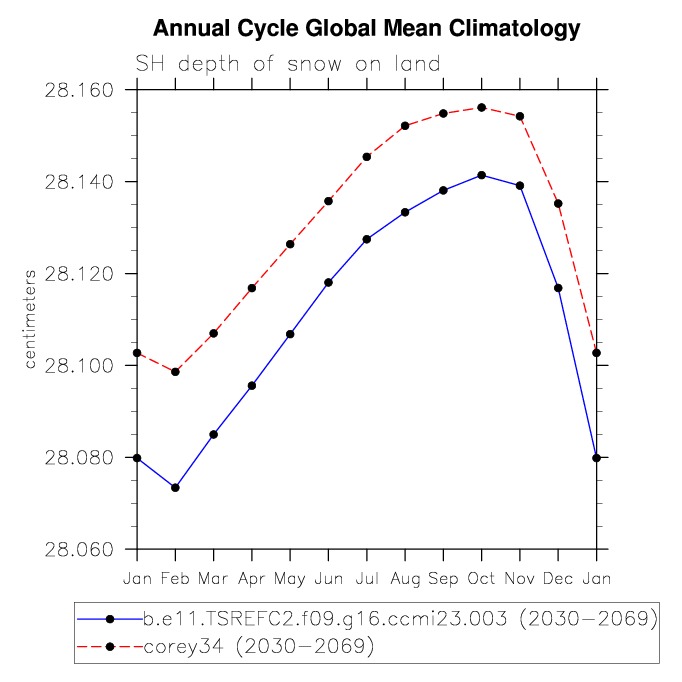 Annual Cycle Global Mean Climatology
SH depth of snow on land
28.160
28.140
28.120
28.100
28.080
28.060
centimeters
Jan Feb Mar Apr May Jun Jul Aug Sep Oct Nov Dec Jan
b.e11.TSREFC2.f09.g16.ccmi23.003 (2030-2069)
corey34 (2030-2069)